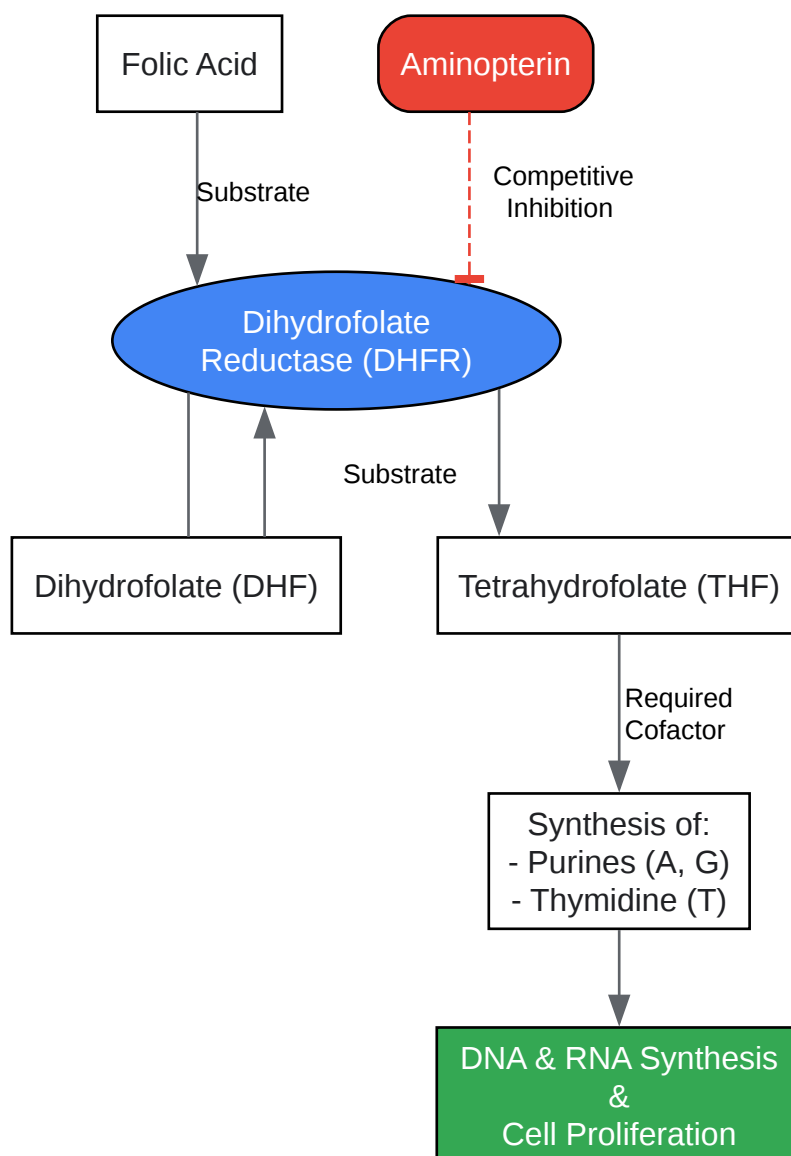 Folic Acid
Aminopterin
Substrate
Competitive
Inhibition
Dihydrofolate
Reductase (DHFR)
Substrate
Dihydrofolate (DHF)
Tetrahydrofolate (THF)
Required
Cofactor
Synthesis of:
- Purines (A, G)
- Thymidine (T)
DNA & RNA Synthesis
&
Cell Proliferation